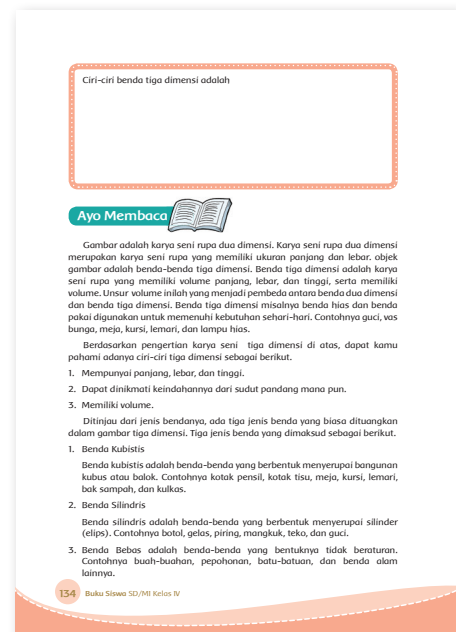 Ciri-ciri benda tiga dimensi adalah
Ayo Membaca
Gambar adalah karya seni rupa dua dimensi. Karya seni rupa dua dimensi
merupakan karya seni rupa yang memiliki ukuran panjang dan lebar. objek
gambar adalah benda-benda tiga dimensi. Benda tiga dimensi adalah karya
seni rupa yang memiliki volume panjang, lebar, dan tinggi, serta memiliki
volume. Unsur volume inilah yang menjadi pembeda antara benda dua dimensi
dan benda tiga dimensi. Benda tiga dimensi misalnya benda hias dan benda
pakai digunakan untuk memenuhi kebutuhan sehari-hari. Contohnya guci, vas
bunga, meja, kursi, lemari, dan lampu hias.
Berdasarkan pengertian karya seni tiga dimensi di atas, dapat kamu
pahami adanya ciri-ciri tiga dimensi sebagai berikut.
1. Mempunyai panjang, lebar, dan tinggi.
2. Dapat dinikmati keindahannya dari sudut pandang mana pun.
3. Memiliki volume.
Ditinjau dari jenis bendanya, ada tiga jenis benda yang biasa dituangkan
dalam gambar tiga dimensi. Tiga jenis benda yang dimaksud sebagai berikut.
1. Benda Kubistis
Benda kubistis adalah benda-benda yang berbentuk menyerupai bangunan
kubus atau balok. Contohnya kotak pensil, kotak tisu, meja, kursi, lemari,
bak sampah, dan kulkas.
2. Benda Silindris
Benda silindris adalah benda-benda yang berbentuk menyerupai silinder
(elips). Contohnya botol, gelas, piring, mangkuk, teko, dan guci.
3. Benda Bebas adalah benda-benda yang bentuknya tidak beraturan.
Contohnya buah-buahan, pepohonan, batu-batuan, dan benda alam
lainnya.
134 Buku Siswa SD/MI Kelas IV